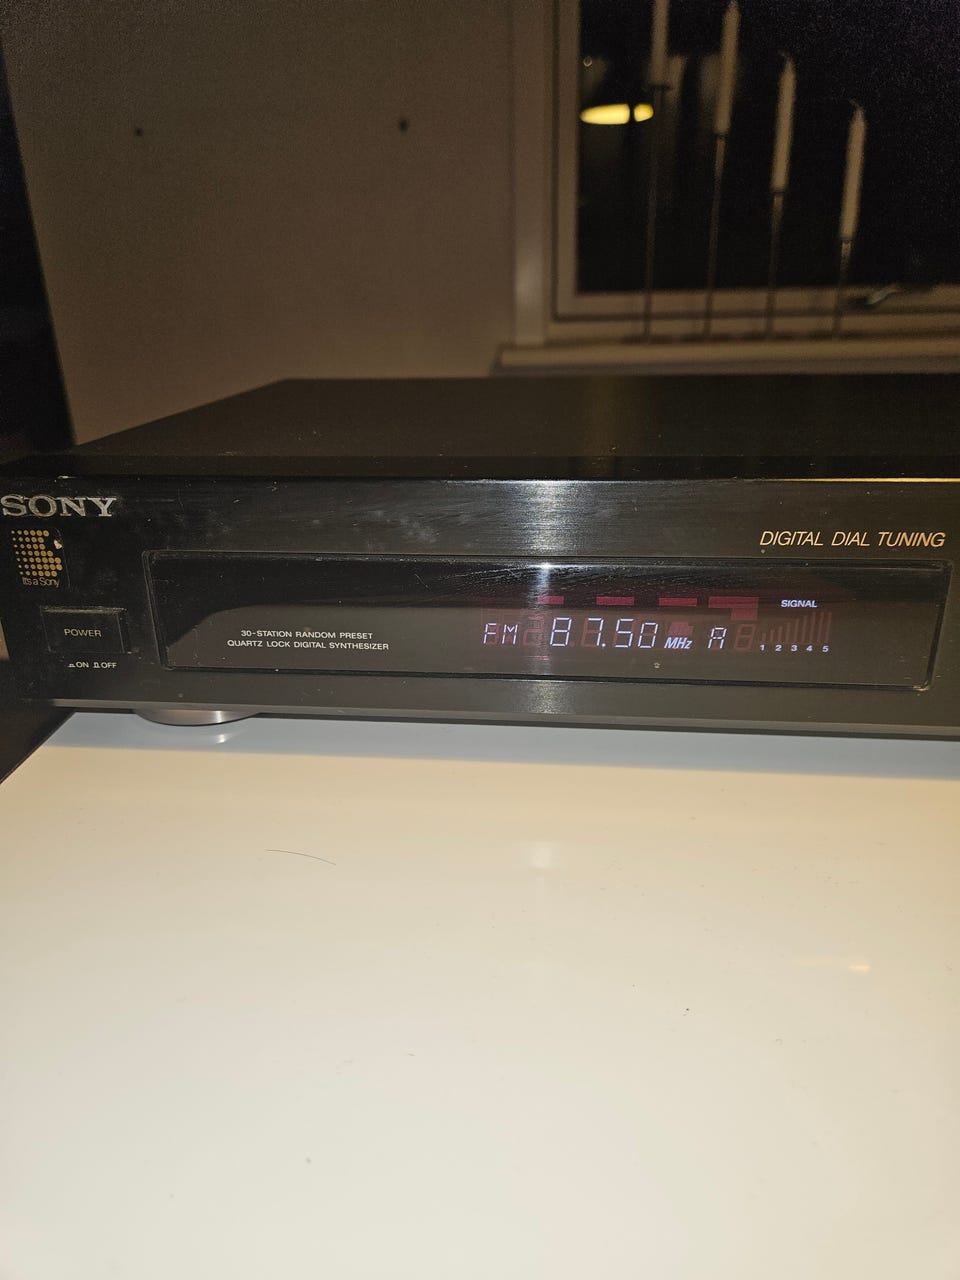 SONY
DIGITAL DIAL TUNING
It's a Sony
SIGNAL
POWER
30-STATION RANDOM PRESET
QUARTZ LOCK DIGITAL SYNTHESIZER
FM 87.50 MHz A
1 2 3 4 5
ON OFF